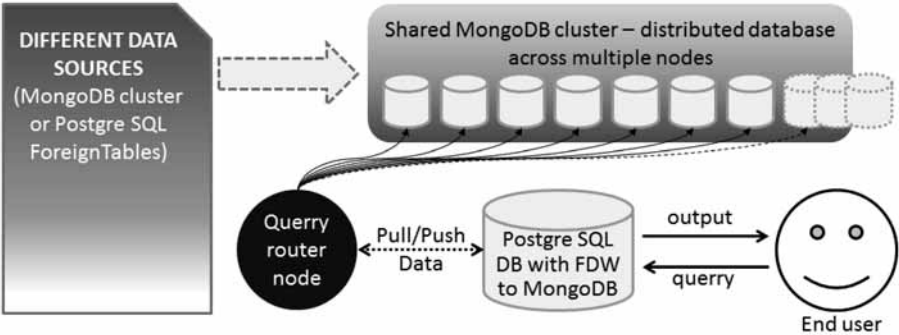 DIFFERENT DATA
SOURCES
(MongoDB cluster
or Postgre SQL
ForeignTables)
Shared MongoDB cluster – distributed database
across multiple nodes
Querry
router
node
Pull/Push
Data
Postgre SQL
DB with FDW
to MongoDB
output
querry
End user